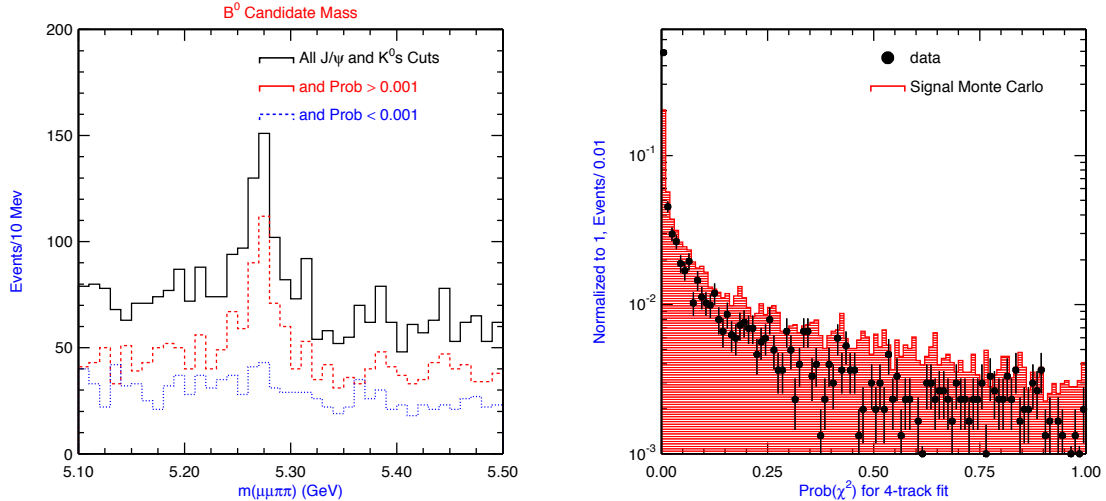 B⁰ Candidate Mass
200
150
100
50
0
All J/ψ and K⁰s Cuts
and Prob > 0.001
and Prob < 0.001
Events/10 Mev
5.10 5.20 5.30 5.40 5.50
m(μμππ) (GeV)
data
Signal Monte Carlo
10⁻¹
10⁻²
10⁻³
Normalized to 1, Events/ 0.01
0.00 0.25 0.50 0.75 1.00
Prob(χ²) for 4-track fit